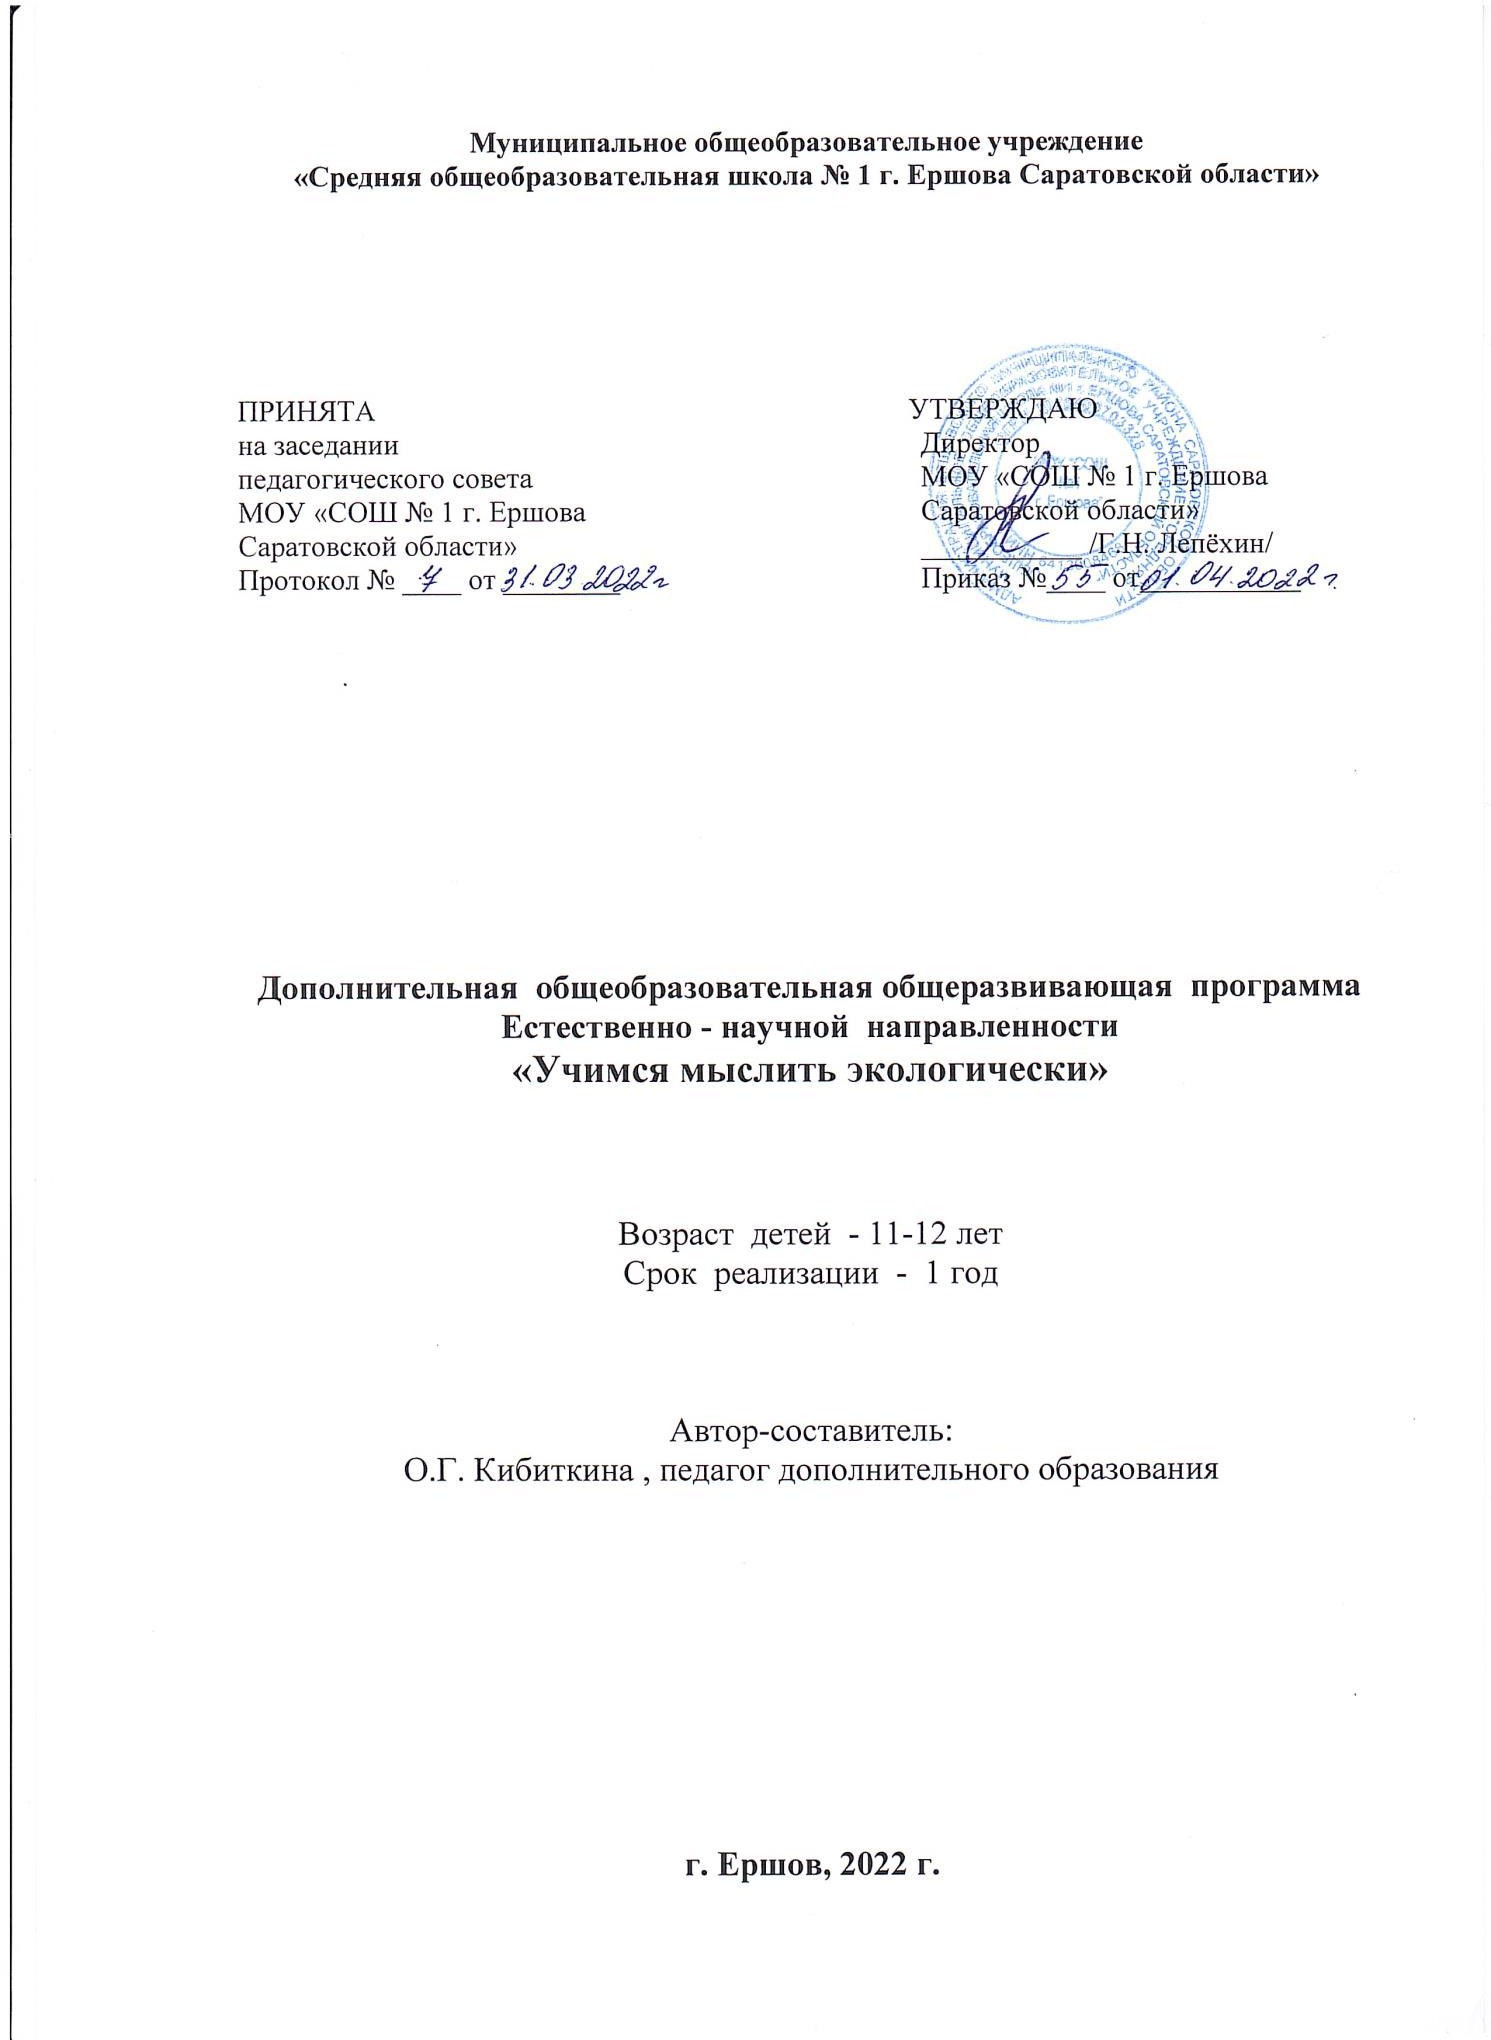 Муниципальное общеобразовательное учреждение
«Средняя общеобразовательная школа № 1 г. Ершова Саратовской области»
ПРИНЯТА
на заседании
педагогического совета
МОУ «СОШ № 1 г. Ершова
Саратовской области»
Протокол № 7 от 31.03 2022г
УТВЕРЖДАЮ
Директор
МОУ «СОШ № 1 г. Ершова
Саратовской области»
/Г.Н. Лепёхин/
Приказ № 55 от 01.04.2022 г.
Дополнительная общеобразовательная общеразвивающая программа
Естественно - научной направленности
«Учимся мыслить экологически»
Возраст детей - 11-12 лет
Срок реализации - 1 год
Автор-составитель:
О.Г. Кибиткина , педагог дополнительного образования
г. Ершов, 2022 г.